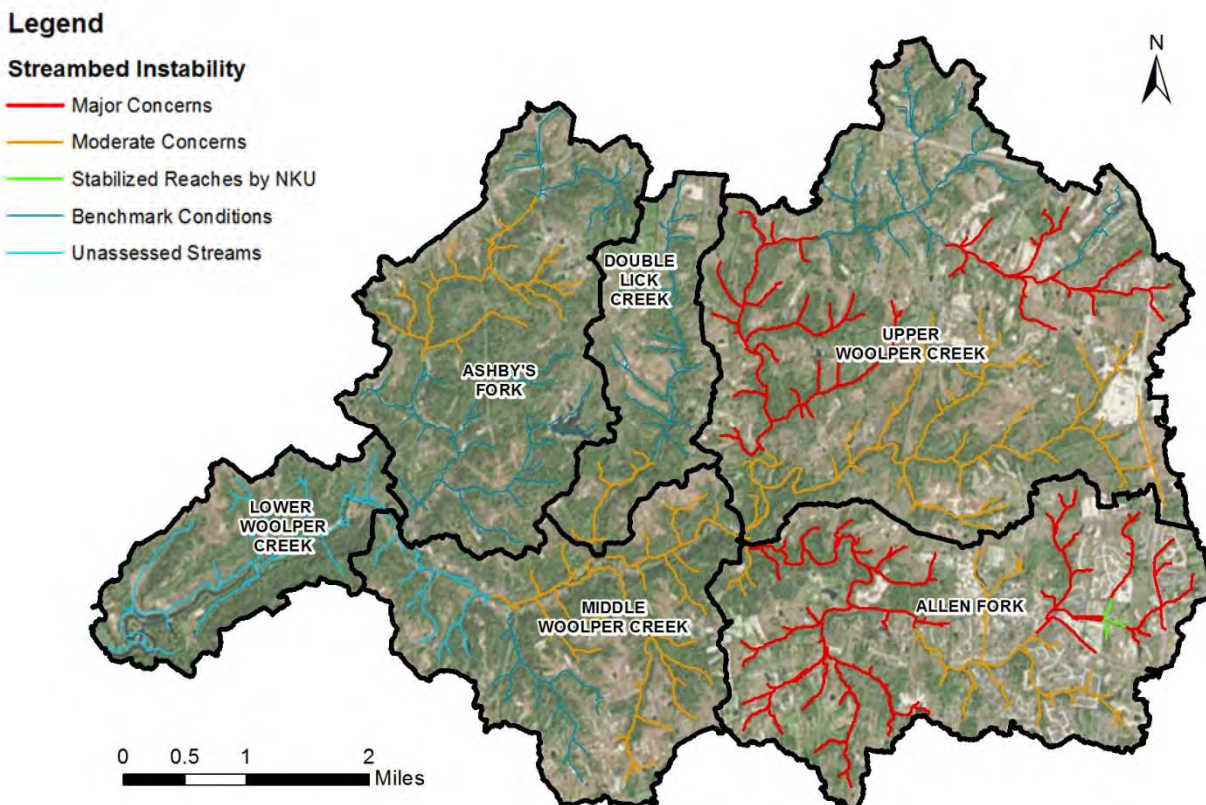 Legend
Streambed Instability
Major Concerns
Moderate Concerns
Stabilized Reaches by NKU
Benchmark Conditions
Unassessed Streams
N
DOUBLE
LICK
CREEK
UPPER
WOOLPER CREEK
ASHBY'S
FORK
LOWER
WOOLPER
CREEK
MIDDLE
WOOLPER CREEK
ALLEN FORK
0 0.5 1 2
Miles